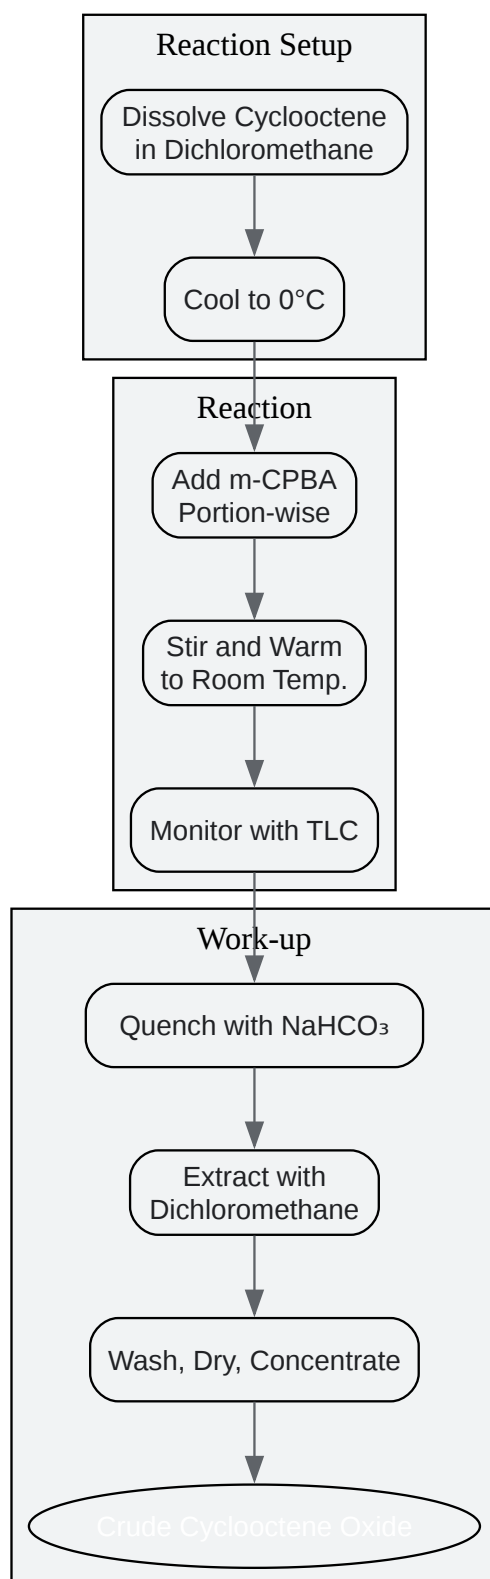 Reaction Setup
Dissolve Cyclooctene
in Dichloromethane
Cool to 0°C
Reaction
Add m-CPBA
Portion-wise
Stir and Warm
to Room Temp.
Monitor with TLC
Work-up
Quench with NaHCO₃
Extract with
Dichloromethane
Wash, Dry, Concentrate
Crude Cyclooctene Oxide